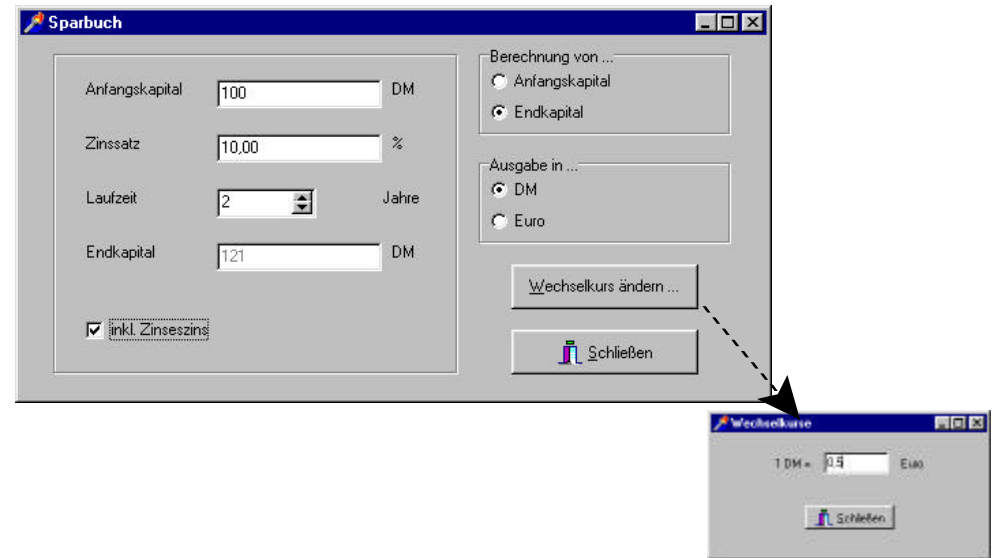 Sparbuch
Anfangskapital 100 DM
Zinssatz 10,00 %
Laufzeit 2 Jahre
Endkapital 121 DM
inkl. Zinseszins
Berechnung von ...
Anfangskapital
Endkapital
Ausgabe in ...
DM
Euro
Wechselkurs ändern ...
Schließen
Wechselkurse
1 DM = 0,5 Euro
Schließen